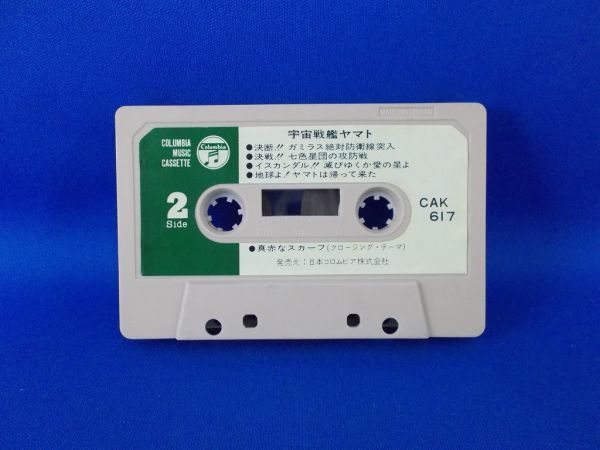 COLUMBIA
MUSIC
CASSETTE
Columbia
2
Side
宇宙戦艦ヤマト
●決断!! ガミラス絶対防衛線突入
●決戦!! 七色星団の攻防戦
●イスカンダル!! 滅びゆくか愛の星よ
●地球よ! ヤマトは帰って来た
CAK
617
●真赤なスカーフ(クロージング・テーマ)
発売元:日本コロムビア株式会社